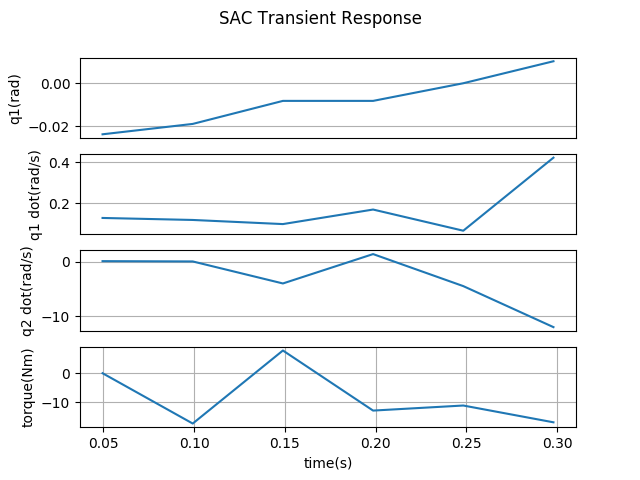 SAC Transient Response
q1(rad)
0.00
−0.02
q1 dot(rad/s)
0.4
0.2
q2 dot(rad/s)
0
−10
torque(Nm)
0
−10
0.05 0.10 0.15 0.20 0.25 0.30
time(s)